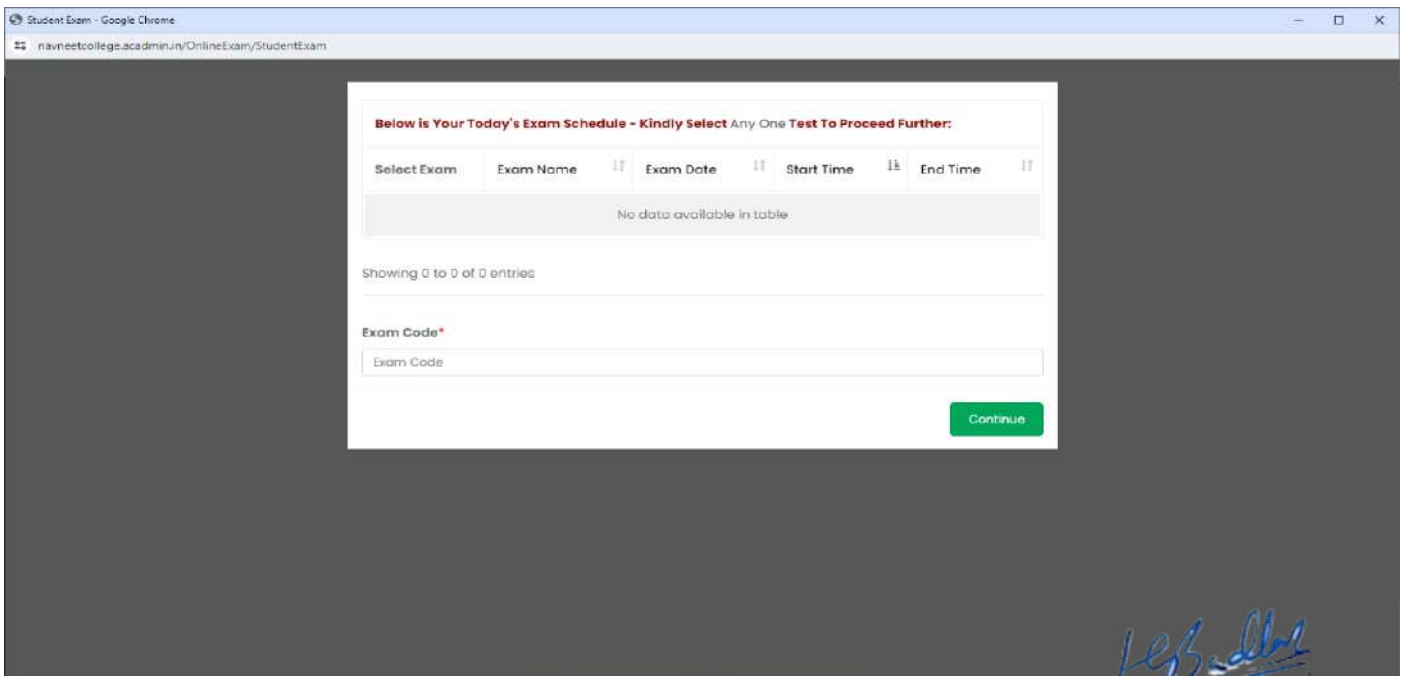 Student Exam - Google Chrome
navneetcollege.acadmin.in/OnlineExam/StudentExam
Below is Your Today's Exam Schedule - Kindly Select Any One Test To Proceed Further:
Select Exam Exam Name Exam Date Start Time End Time
No data available in table
Showing 0 to 0 of 0 entries
Exam Code*
Exam Code
Continue